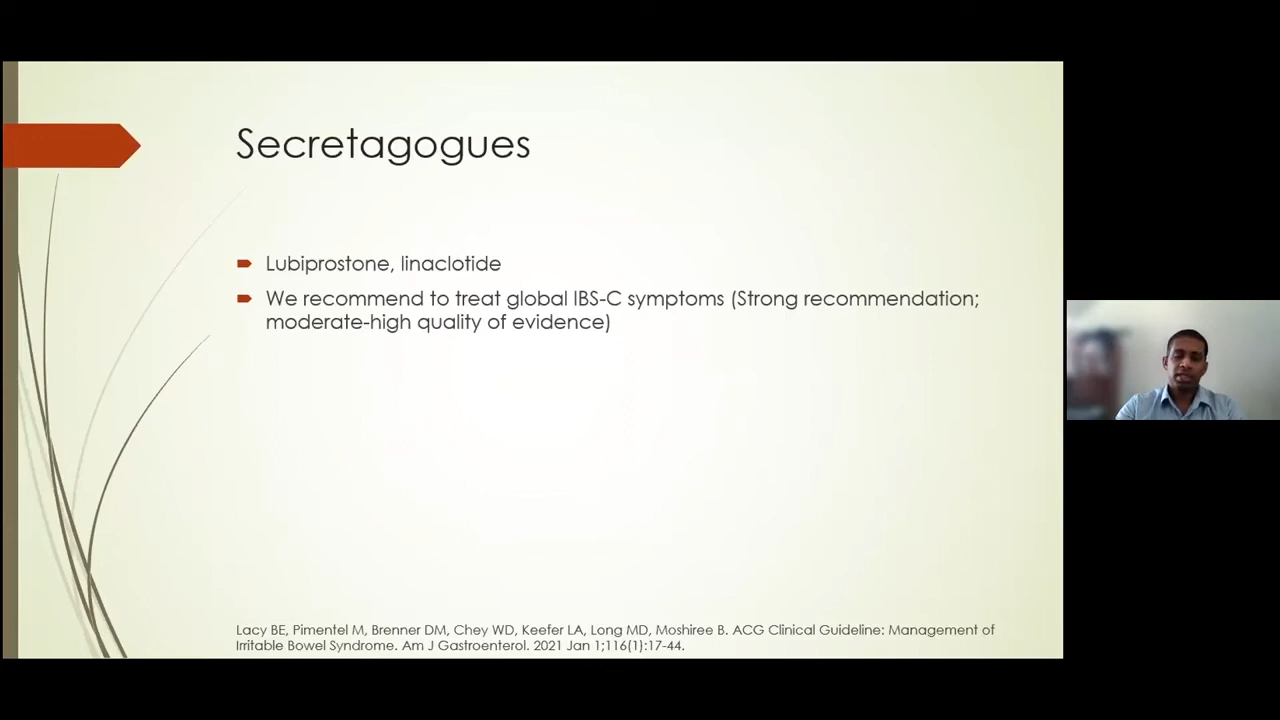 Secretagogues
Lubiprostone, linaclotide
We recommend to treat global IBS-C symptoms (Strong recommendation;
moderate-high quality of evidence)
Lacy BE, Pimentel M, Brenner DM, Chey WD, Keefer LA, Long MD, Moshiree B. ACG Clinical Guideline: Management of
Irritable Bowel Syndrome. Am J Gastroenterol. 2021 Jan 1;116(1):17-44.